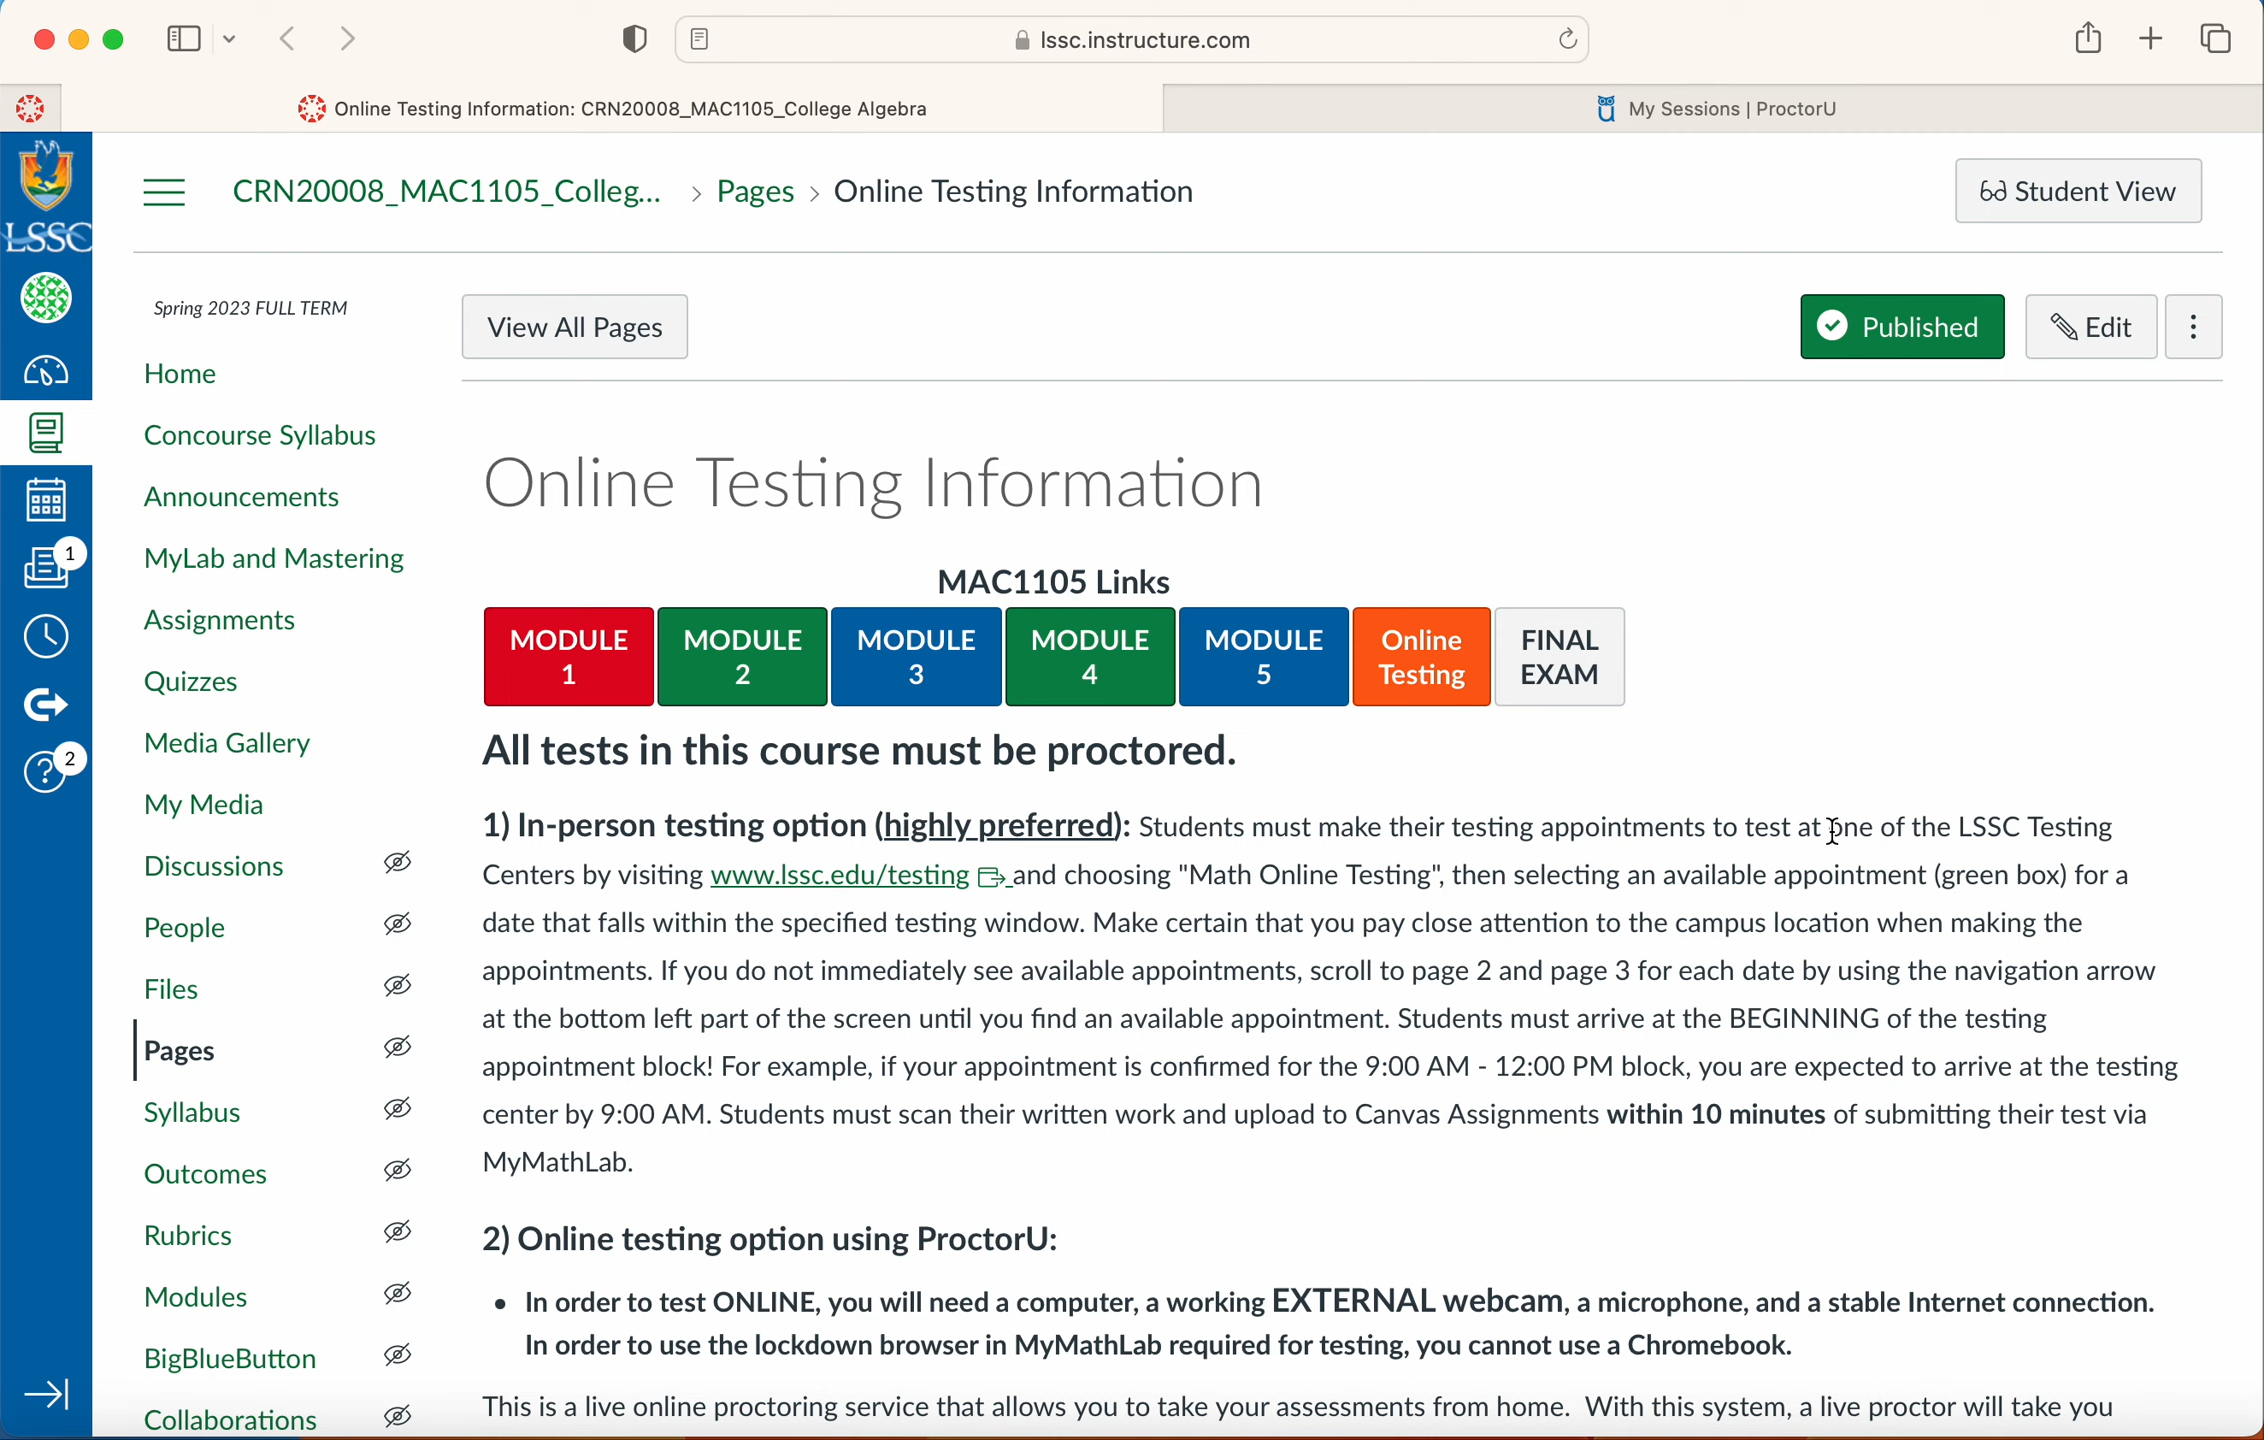 lssc.instructure.com
Online Testing Information: CRN20008_MAC1105_College Algebra
My Sessions | ProctorU
LSSC
CRN20008_MAC1105_Colleg... > Pages > Online Testing Information
Student View
Spring 2023 FULL TERM
View All Pages
Published
Edit
Home
Concourse Syllabus
Announcements
MyLab and Mastering
Assignments
Quizzes
Media Gallery
My Media
Discussions
People
Files
Pages
Syllabus
Outcomes
Rubrics
Modules
BigBlueButton
Collaborations
1
2
Online Testing Information
MAC1105 Links
MODULE 1
MODULE 2
MODULE 3
MODULE 4
MODULE 5
Online Testing
FINAL EXAM
All tests in this course must be proctored.
1) In-person testing option (highly preferred): Students must make their testing appointments to test at one of the LSSC Testing
Centers by visiting www.lssc.edu/testing and choosing "Math Online Testing", then selecting an available appointment (green box) for a
date that falls within the specified testing window. Make certain that you pay close attention to the campus location when making the
appointments. If you do not immediately see available appointments, scroll to page 2 and page 3 for each date by using the navigation arrow
at the bottom left part of the screen until you find an available appointment. Students must arrive at the BEGINNING of the testing
appointment block! For example, if your appointment is confirmed for the 9:00 AM - 12:00 PM block, you are expected to arrive at the testing
center by 9:00 AM. Students must scan their written work and upload to Canvas Assignments within 10 minutes of submitting their test via
MyMathLab.
2) Online testing option using ProctorU:
• In order to test ONLINE, you will need a computer, a working EXTERNAL webcam, a microphone, and a stable Internet connection.
In order to use the lockdown browser in MyMathLab required for testing, you cannot use a Chromebook.
This is a live online proctoring service that allows you to take your assessments from home. With this system, a live proctor will take you